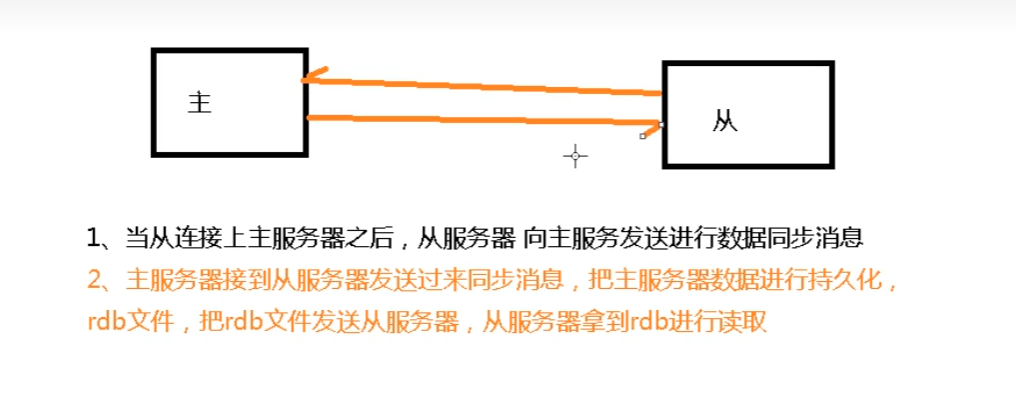 主
从
1、当从连接上主服务器之后，从服务器 向主服务发送进行数据同步消息
2、主服务器接到从服务器发送过来同步消息，把主服务器数据进行持久化，
rdb文件，把rdb文件发送从服务器，从服务器拿到rdb进行读取